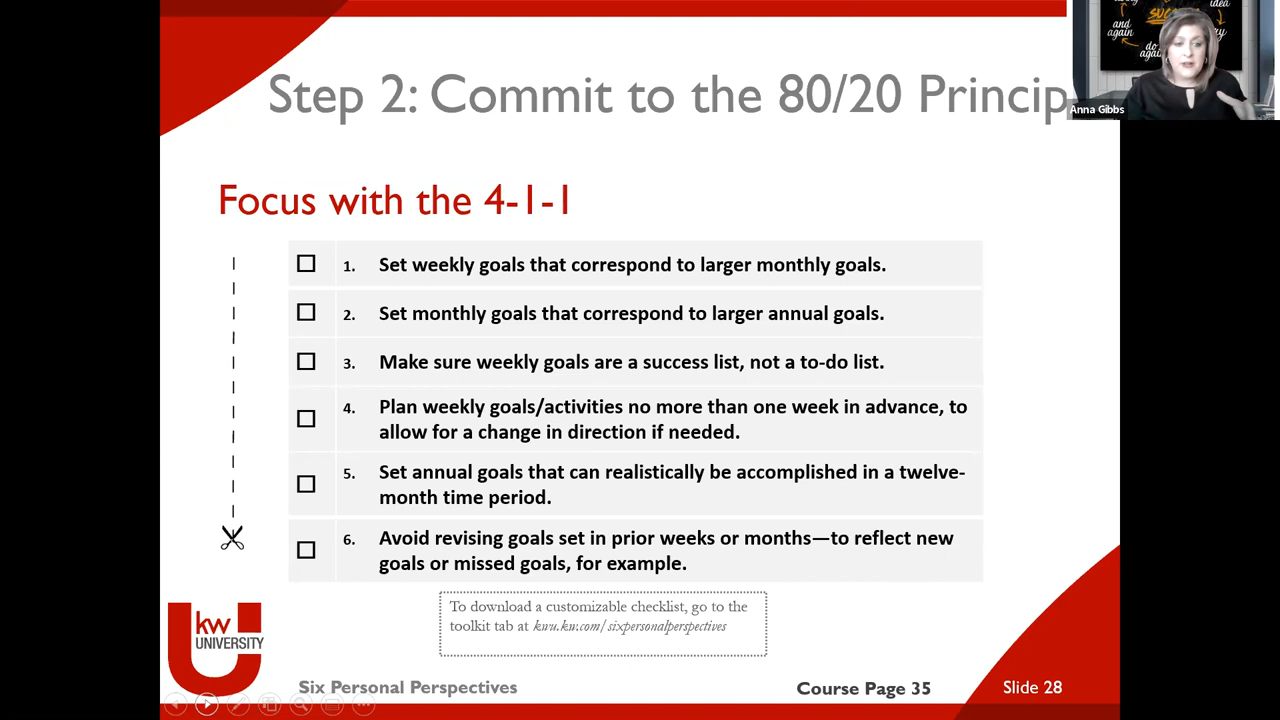 Step 2: Commit to the 80/20 Princip
idea
SUC
and
again
do
again
Anna Gibbs
Focus with the 4-1-1
1. Set weekly goals that correspond to larger monthly goals.
2. Set monthly goals that correspond to larger annual goals.
3. Make sure weekly goals are a success list, not a to-do list.
4. Plan weekly goals/activities no more than one week in advance, to
allow for a change in direction if needed.
5. Set annual goals that can realistically be accomplished in a twelve-
month time period.
6. Avoid revising goals set in prior weeks or months—to reflect new
goals or missed goals, for example.
To download a customizable checklist, go to the
toolkit tab at kwu.kw.com/sixpersonalperspectives
kw
UNIVERSITY
Six Personal Perspectives
Course Page 35
Slide 28